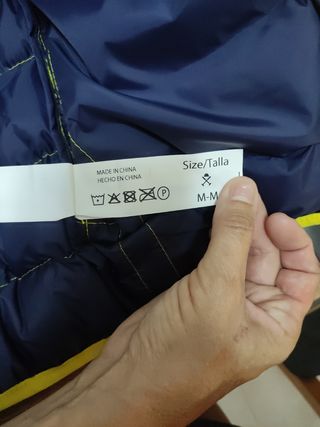 MADE IN CHINA
HECHO EN CHINA
Size/Talla
P
M-M